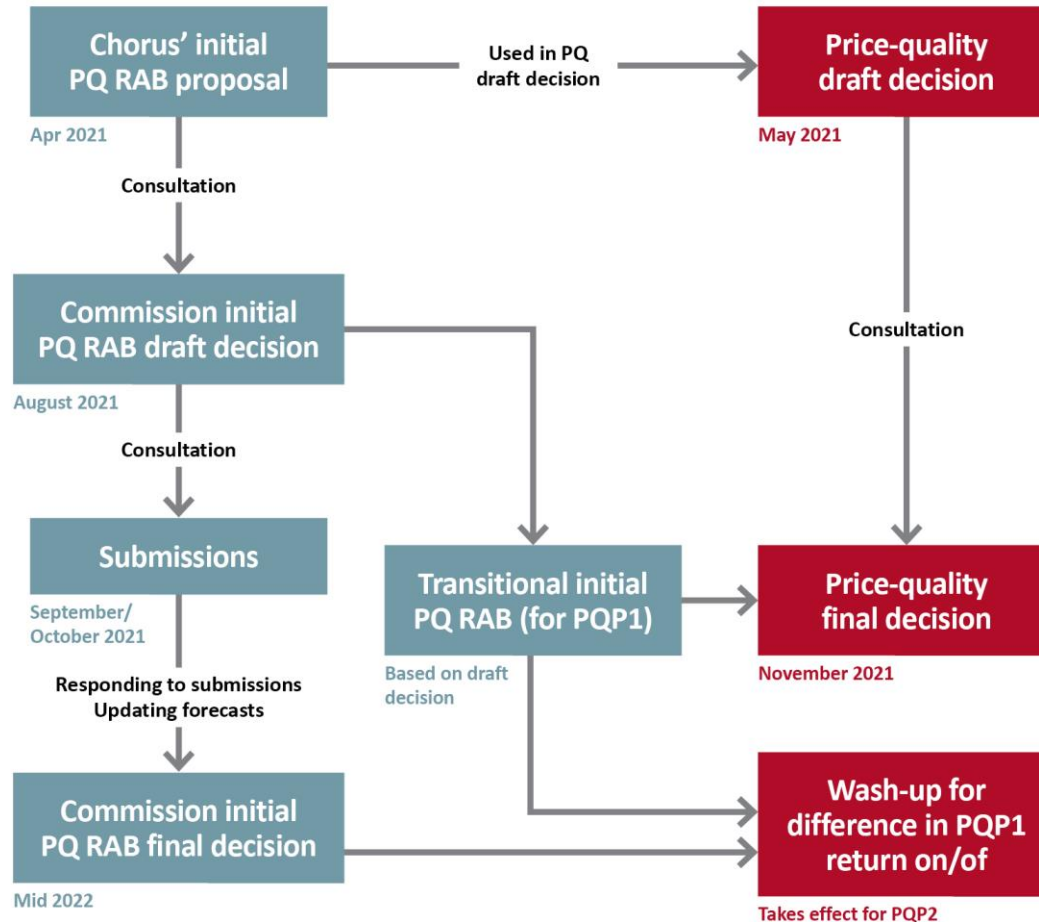 Chorus’ initial
PQ RAB proposal
Apr 2021
Used in PQ
draft decision
Price-quality
draft decision
May 2021
Consultation
Commission initial
PQ RAB draft decision
August 2021
Consultation
Consultation
Submissions
September/
October 2021
Transitional initial
PQ RAB (for PQP1)
Based on draft
decision
Price-quality
final decision
November 2021
Responding to submissions
Updating forecasts
Commission initial
PQ RAB final decision
Mid 2022
Wash-up for
difference in PQP1
return on/of
Takes effect for PQP2